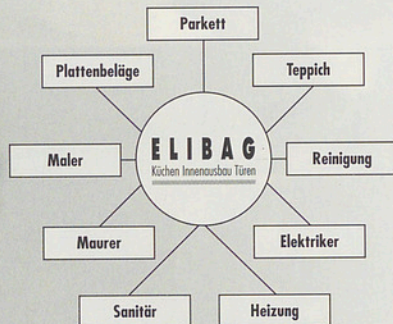 Parkett
Plattenbeläge
Teppich
ELIBAG
Küchen Innenausbau Türen
Maler
Reinigung
Maurer
Elektriker
Sanitär
Heizung